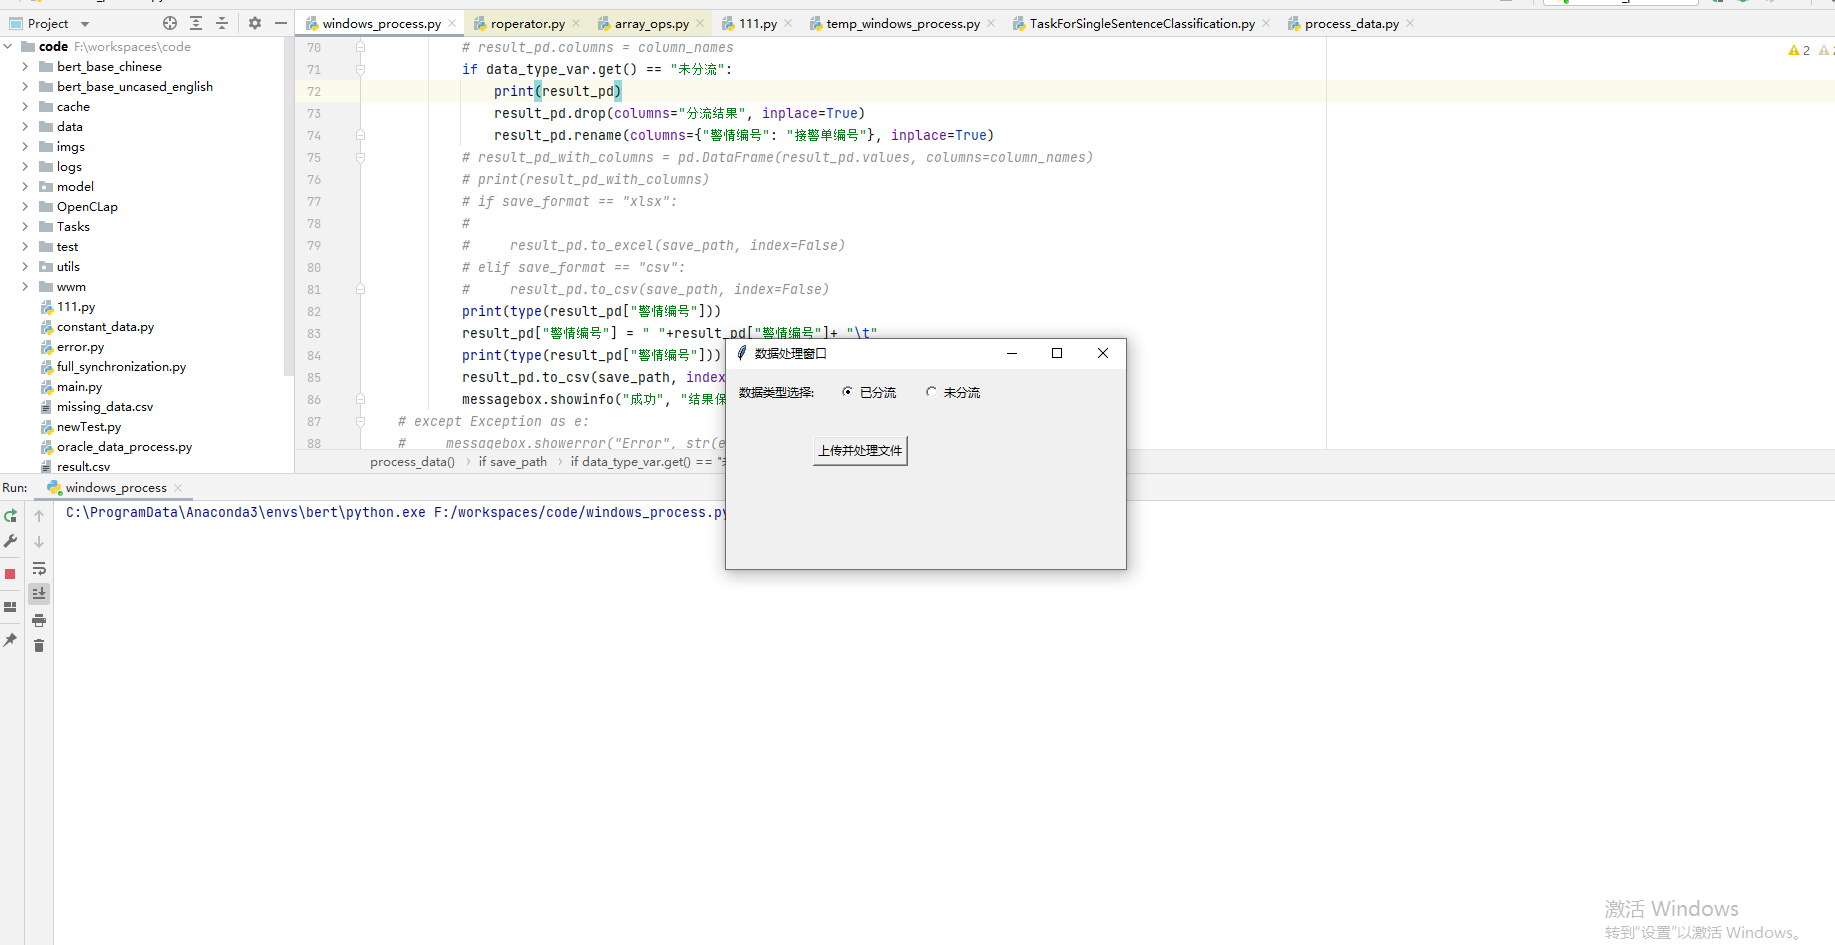 Project
windows_process.py
roperator.py
array_ops.py
111.py
temp_windows_process.py
TaskForSingleSentenceClassification.py
process_data.py
code F:\workspaces\code
bert_base_chinese
bert_base_uncased_english
cache
data
imgs
logs
model
OpenCLap
Tasks
test
utils
wwm
111.py
constant_data.py
error.py
full_synchronization.py
main.py
missing_data.csv
newTest.py
oracle_data_process.py
result.csv
2
70 # result_pd.columns = column_names
71 if data_type_var.get() == "未分流":
72 print(result_pd)
73 result_pd.drop(columns="分流结果", inplace=True)
74 result_pd.rename(columns={"警情编号": "接警单编号"}, inplace=True)
75 # result_pd_with_columns = pd.DataFrame(result_pd.values, columns=column_names)
76 # print(result_pd_with_columns)
77 # if save_format == "xlsx":
78 #
79 # result_pd.to_excel(save_path, index=False)
80 # elif save_format == "csv":
81 # result_pd.to_csv(save_path, index=False)
82 print(type(result_pd["警情编号"]))
83 result_pd["警情编号"] = " "+result_pd["警情编号"]+ "\t"
84 print(type(result_pd["警情编号"]))
85 result_pd.to_csv(save_path, index
86 messagebox.showinfo("成功", "结果保
87 # except Exception as e:
88 # messagebox.showerror("Error", str(e
process_data() › if save_path › if data_type_var.get() ==
数据处理窗口
数据类型选择: 已分流 未分流
上传并处理文件
Run: windows_process
C:\ProgramData\Anaconda3\envs\bert\python.exe F:/workspaces/code/windows_process.py
激活 Windows
转到“设置”以激活 Windows。